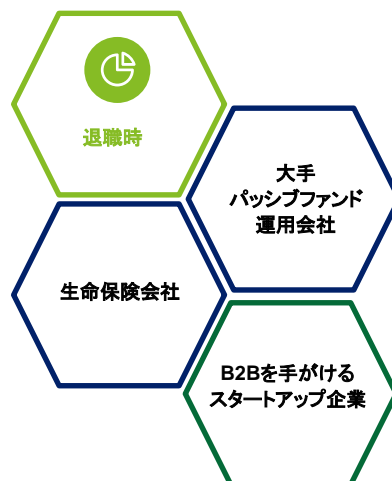 退職時
大手
パッシブファンド
運用会社
生命保険会社
B2Bを手がける
スタートアップ企業